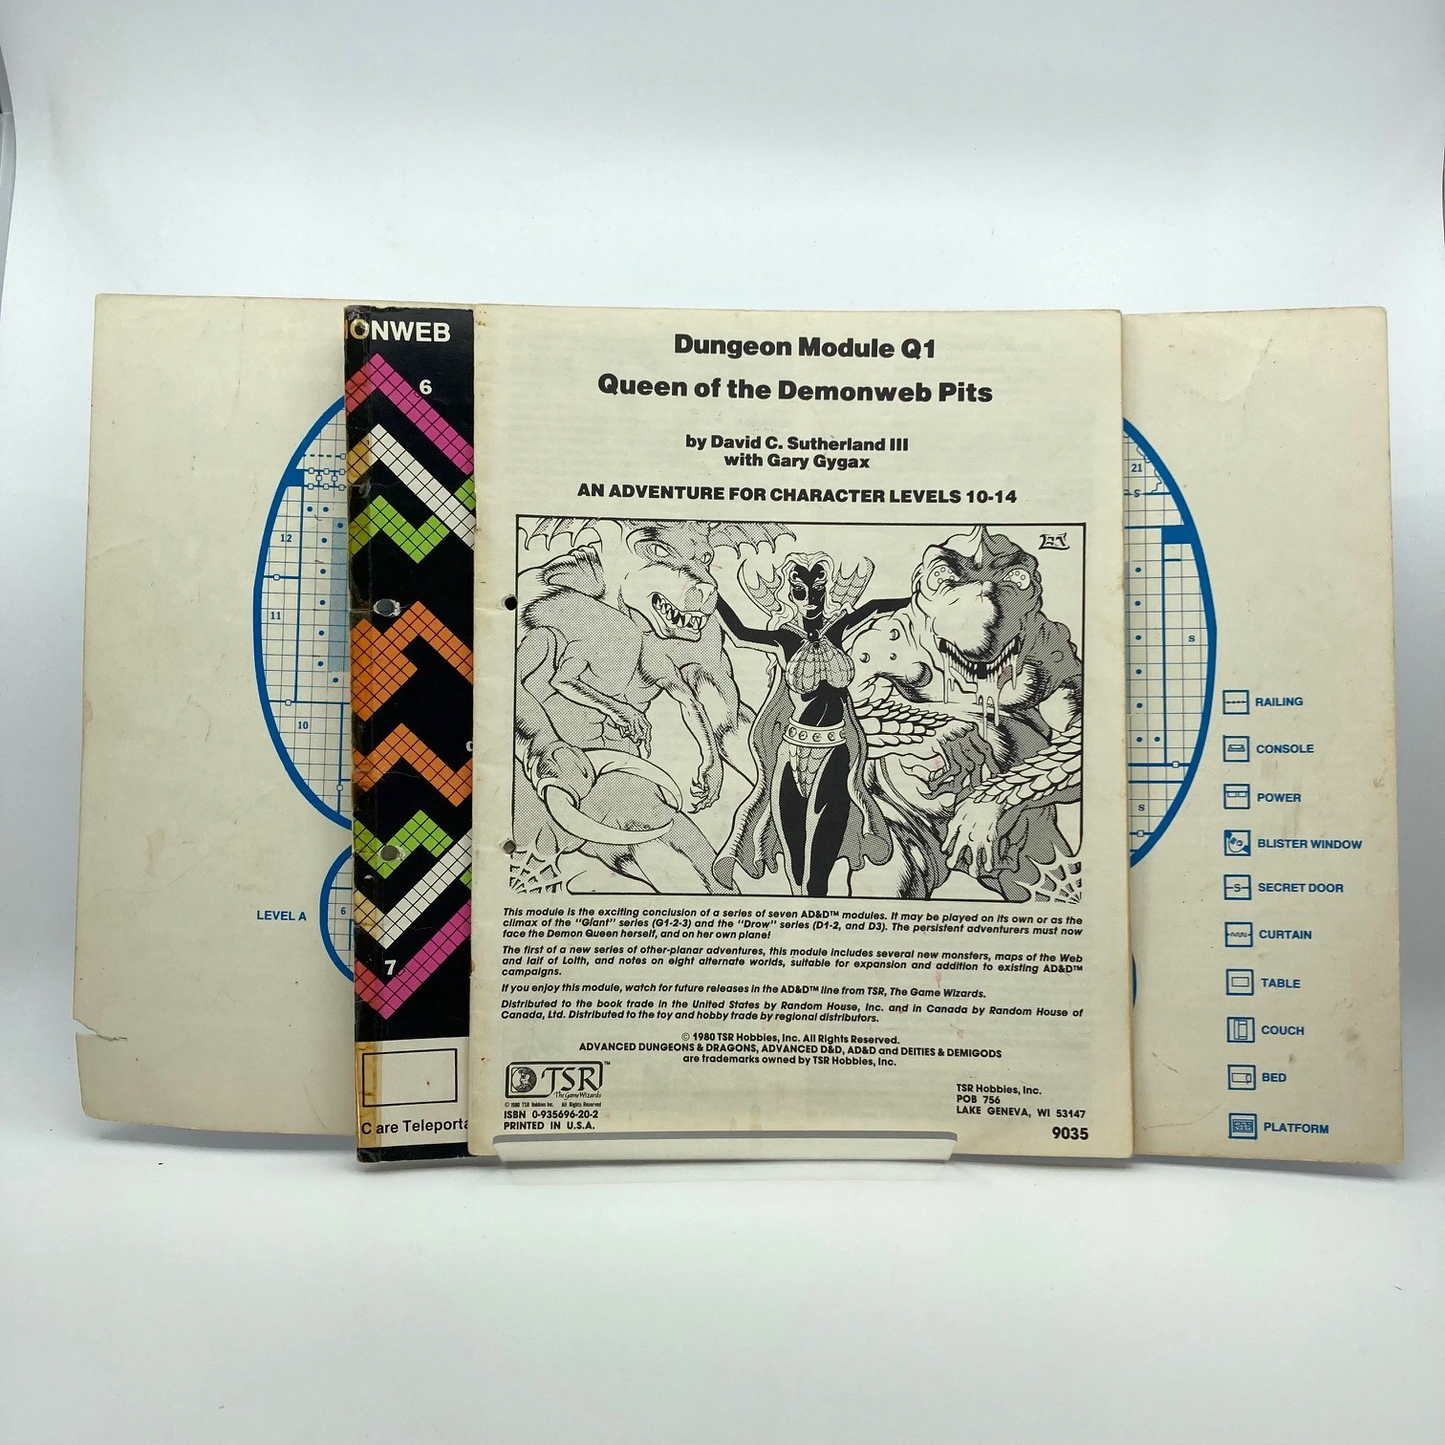 ONWEB
6
7
C are Teleporta
12
11
10
6
LEVEL A
Dungeon Module Q1
Queen of the Demonweb Pits
by David C. Sutherland III
with Gary Gygax
AN ADVENTURE FOR CHARACTER LEVELS 10-14
This module is the exciting conclusion of a series of seven AD&D™ modules. It may be played on its own or as the
climax of the "Giant" series (G1-2-3) and the "Drow" series (D1-2, and D3). The persistent adventurers must now
face the Demon Queen herself, and on her own plane!
The first of a new series of other-planar adventures, this module includes several new monsters, maps of the Web
and lair of Lolth, and notes on eight alternate worlds, suitable for expansion and addition to existing AD&D™
campaigns.
If you enjoy this module, watch for future releases in the AD&D™ line from TSR, The Game Wizards.
Distributed to the book trade in the United States by Random House, Inc. and in Canada by Random House of
Canada, Ltd. Distributed to the toy and hobby trade by regional distributors.
© 1980 TSR Hobbies, Inc. All Rights Reserved.
ADVANCED DUNGEONS & DRAGONS, ADVANCED D&D, AD&D and DEITIES & DEMIGODS
are trademarks owned by TSR Hobbies, Inc.
TSR™
The Game Wizards
© 1980 TSR Hobbies Inc. All Rights Reserved
ISBN 0-935696-20-2
PRINTED IN U.S.A.
TSR Hobbies, Inc.
POB 756
LAKE GENEVA, WI 53147
9035
21
S
S
S
RAILING
CONSOLE
POWER
BLISTER WINDOW
S SECRET DOOR
CURTAIN
TABLE
COUCH
BED
PLATFORM